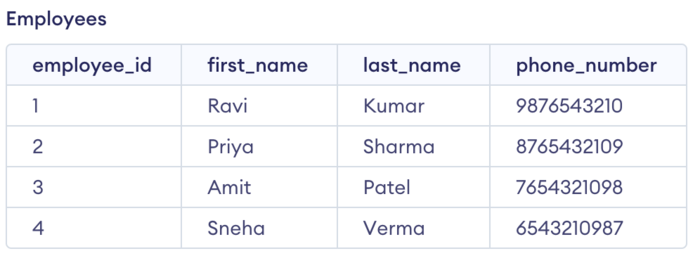 Employees
employee_id first_name last_name phone_number
1 Ravi Kumar 9876543210
2 Priya Sharma 8765432109
3 Amit Patel 7654321098
4 Sneha Verma 6543210987